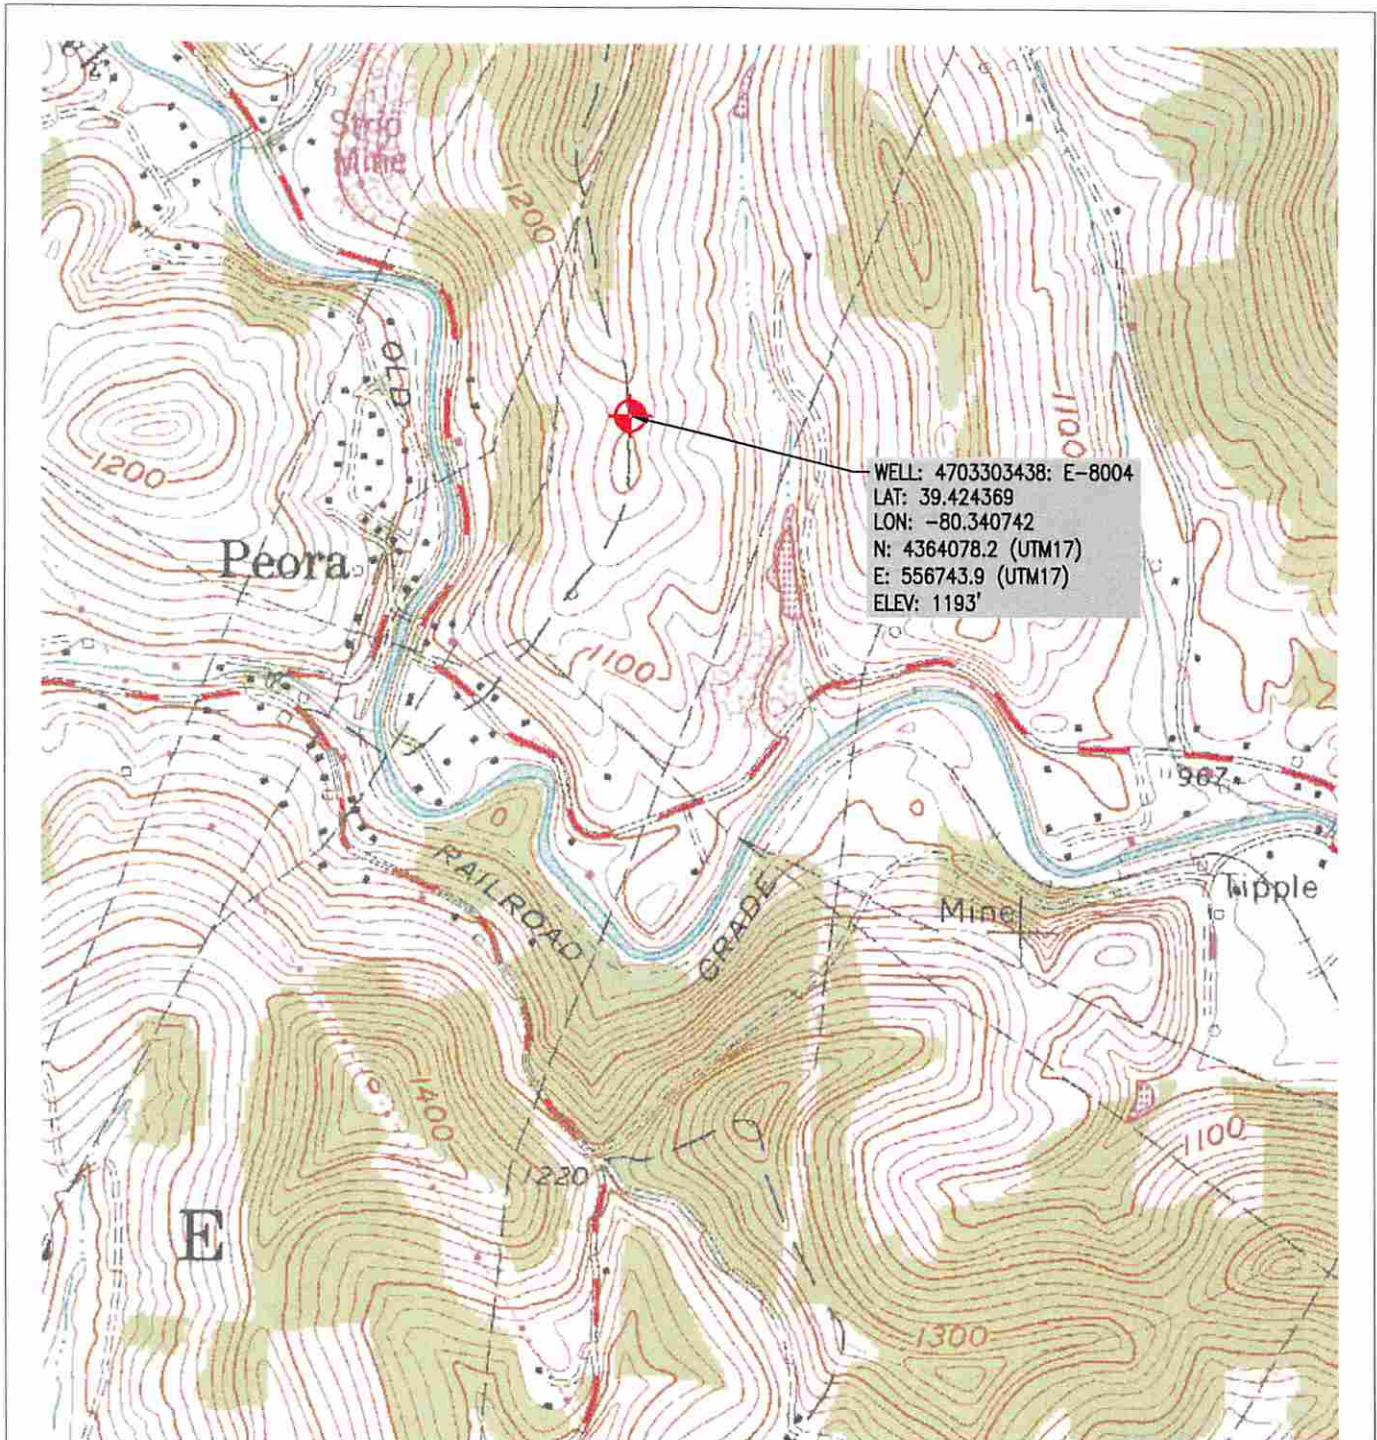 Strip
Mine
1200
OLD
1200
WELL: 4703303438: E-8004
LAT: 39.424369
LON: -80.340742
N: 4364078.2 (UTM17)
E: 556743.9 (UTM17)
ELEV: 1193'
1100
Peora
1100
967
RAILROAD GRADE
Mine
Tipple
1400
1100
1220
E
1300